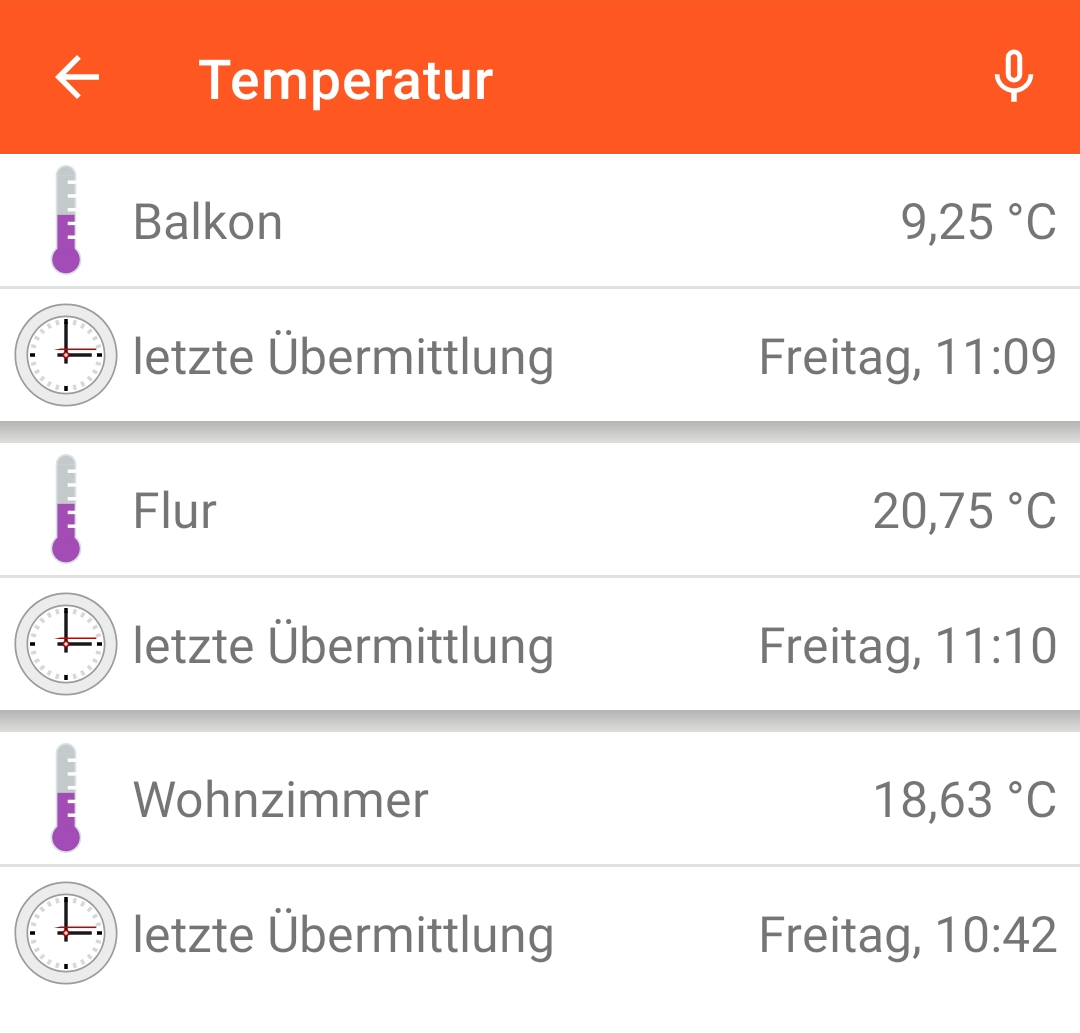 Temperatur
Balkon 9,25 °C
letzte Übermittlung Freitag, 11:09
Flur 20,75 °C
letzte Übermittlung Freitag, 11:10
Wohnzimmer 18,63 °C
letzte Übermittlung Freitag, 10:42